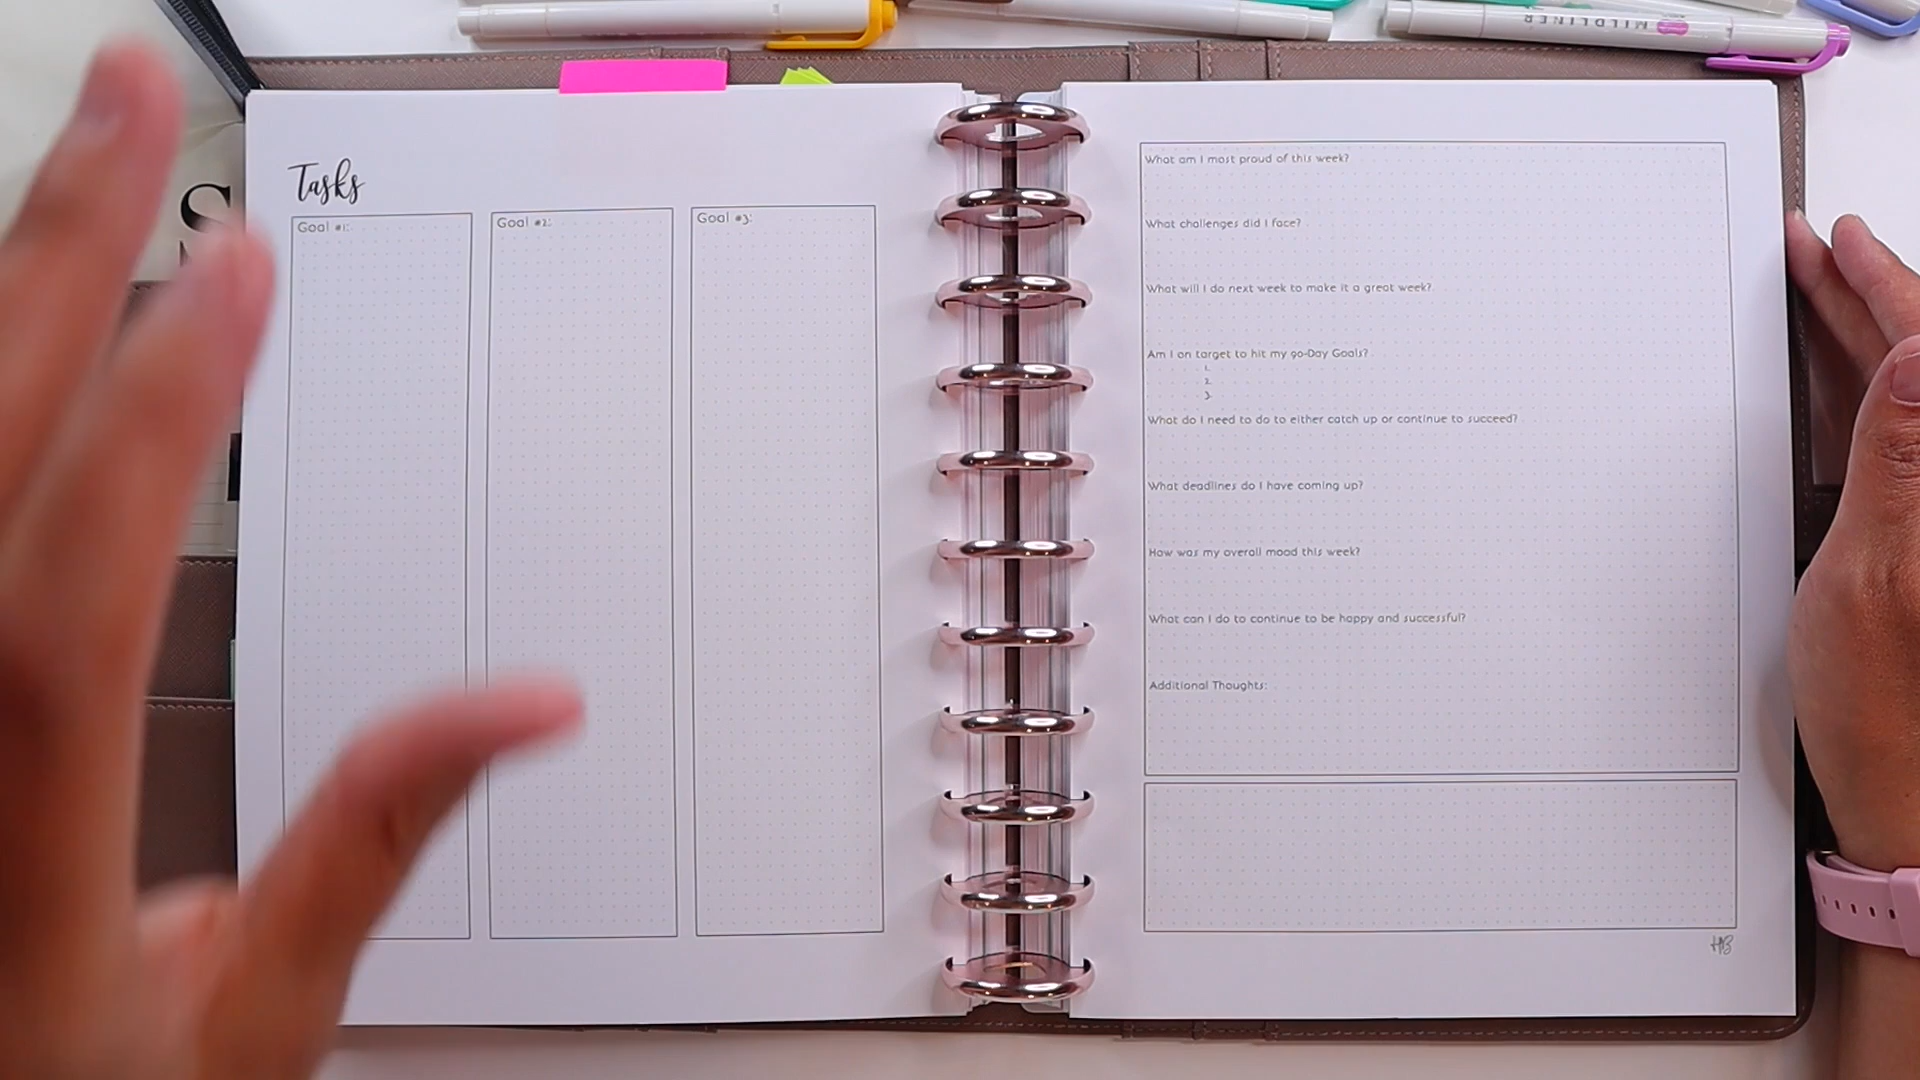 MILDLINER
S
Tasks
Goal #1:
Goal #2:
Goal #3:
What am I most proud of this week?
What challenges did I face?
What will I do next week to make it a great week?
Am I on target to hit my 90-Day Goals?
1.
2.
3.
What do I need to do to either catch up or continue to succeed?
What deadlines do I have coming up?
How was my overall mood this week?
What can I do to continue to be happy and successful?
Additional Thoughts: